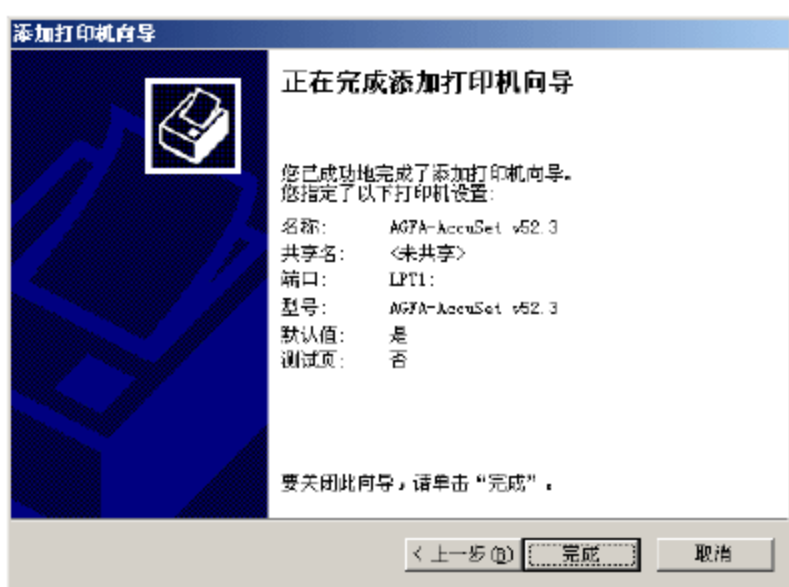 添加打印机向导
正在完成添加打印机向导
您已成功地完成了添加打印机向导。
您指定了以下打印机设置:
名称: AGFA-AccuSet v52.3
共享名: <未共享>
端口: LPT1:
型号: AGFA-AccuSet v52.3
默认值: 是
测试页: 否
要关闭此向导，请单击“完成”。
< 上一步(B) 完成 取消